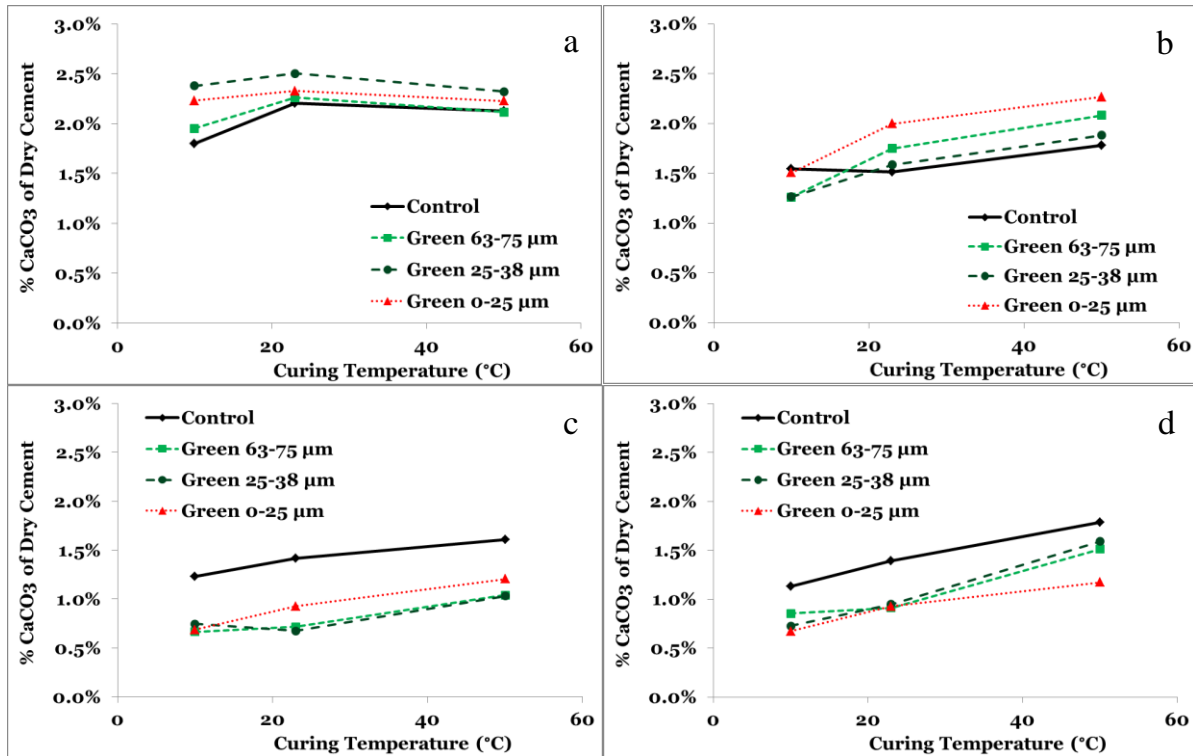 a
% CaCO3 of Dry Cement
3.0%
2.5%
2.0%
1.5%
1.0%
0.5%
0.0%
Control
Green 63-75 µm
Green 25-38 µm
Green 0-25 µm
0 20 40 60
Curing Temperature (°C)
b
% CaCO3 of Dry Cement
3.0%
2.5%
2.0%
1.5%
1.0%
0.5%
0.0%
Control
Green 63-75 µm
Green 25-38 µm
Green 0-25 µm
0 20 40 60
Curing Temperature (°C)
c
% CaCO3 of Dry Cement
3.0%
2.5%
2.0%
1.5%
1.0%
0.5%
0.0%
Control
Green 63-75 µm
Green 25-38 µm
Green 0-25 µm
0 20 40 60
Curing Temperature (°C)
d
% CaCO3 of Dry Cement
3.0%
2.5%
2.0%
1.5%
1.0%
0.5%
0.0%
Control
Green 63-75 µm
Green 25-38 µm
Green 0-25 µm
0 20 40 60
Curing Temperature (°C)